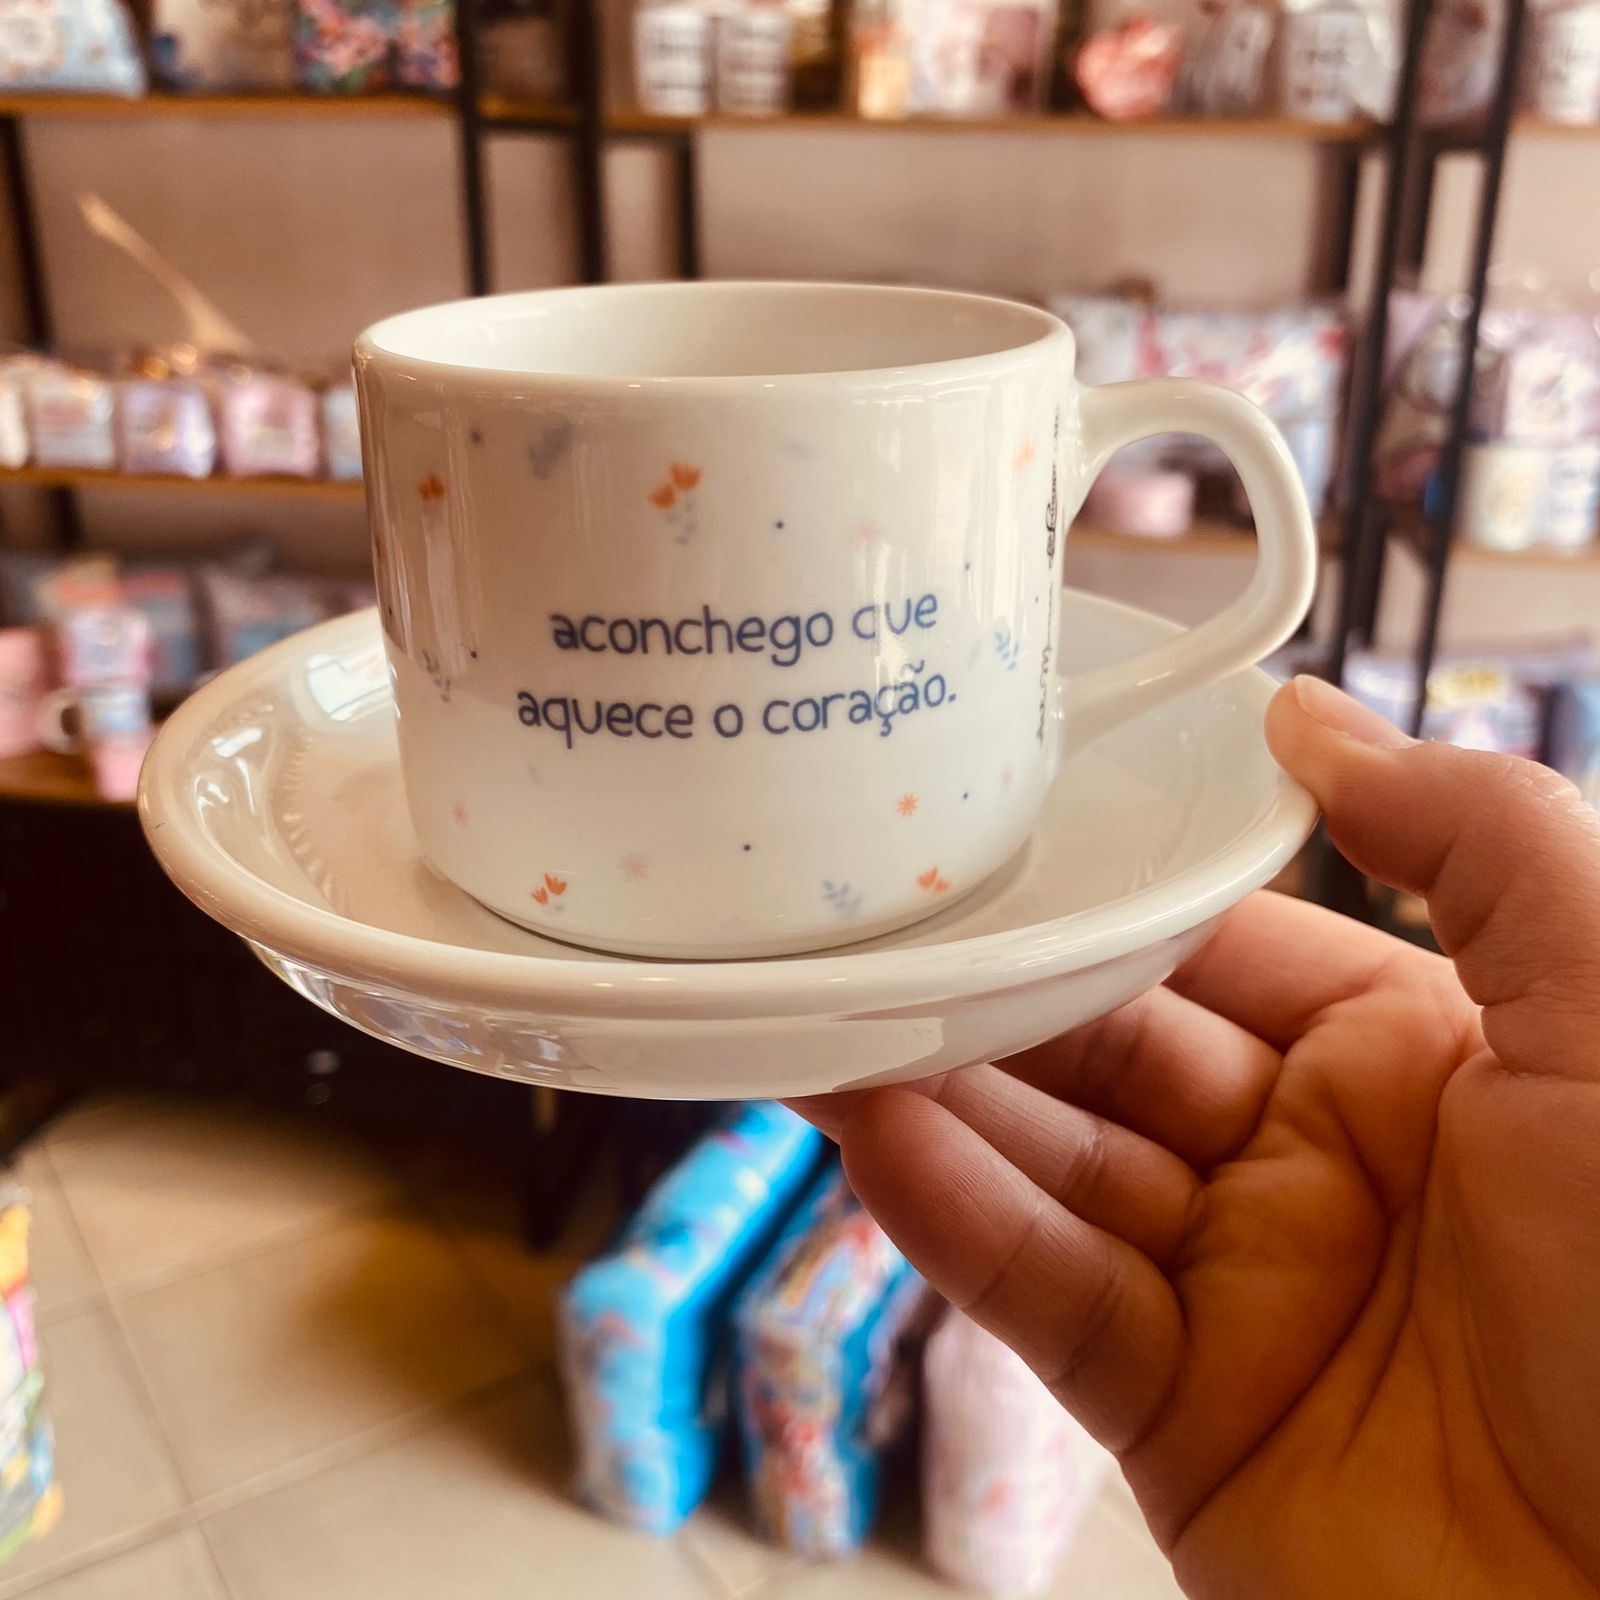 aconchego que
aquece o coração.